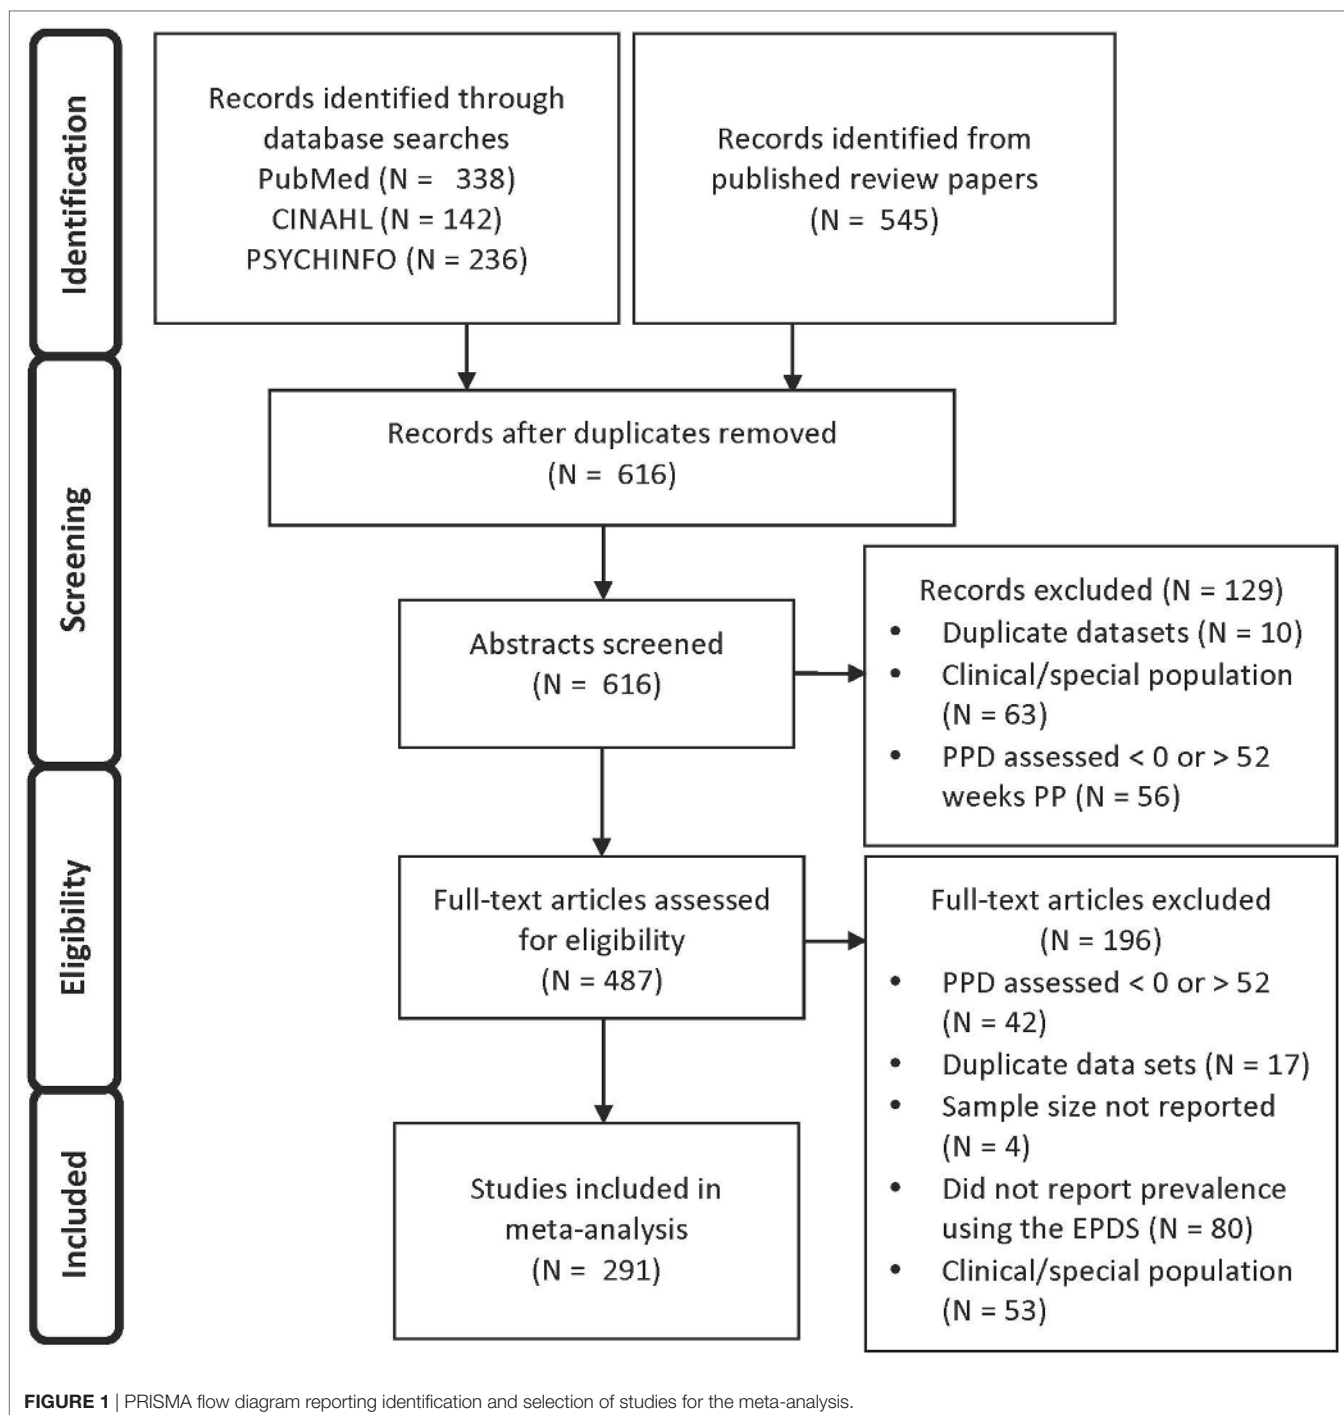 Identification
Records identified through
database searches
PubMed (N = 338)
CINAHL (N = 142)
PSYCHINFO (N = 236)
Records identified from
published review papers
(N = 545)
Screening
Records after duplicates removed
(N = 616)
Abstracts screened
(N = 616)
Records excluded (N = 129)
• Duplicate datasets (N = 10)
• Clinical/special population
(N = 63)
• PPD assessed < 0 or > 52
weeks PP (N = 56)
Eligibility
Full-text articles assessed
for eligibility
(N = 487)
Full-text articles excluded
(N = 196)
• PPD assessed < 0 or > 52
(N = 42)
• Duplicate data sets (N = 17)
• Sample size not reported
(N = 4)
• Did not report prevalence
using the EPDS (N = 80)
• Clinical/special population
(N = 53)
Included
Studies included in
meta-analysis
(N = 291)
FIGURE 1 | PRISMA flow diagram reporting identification and selection of studies for the meta-analysis.